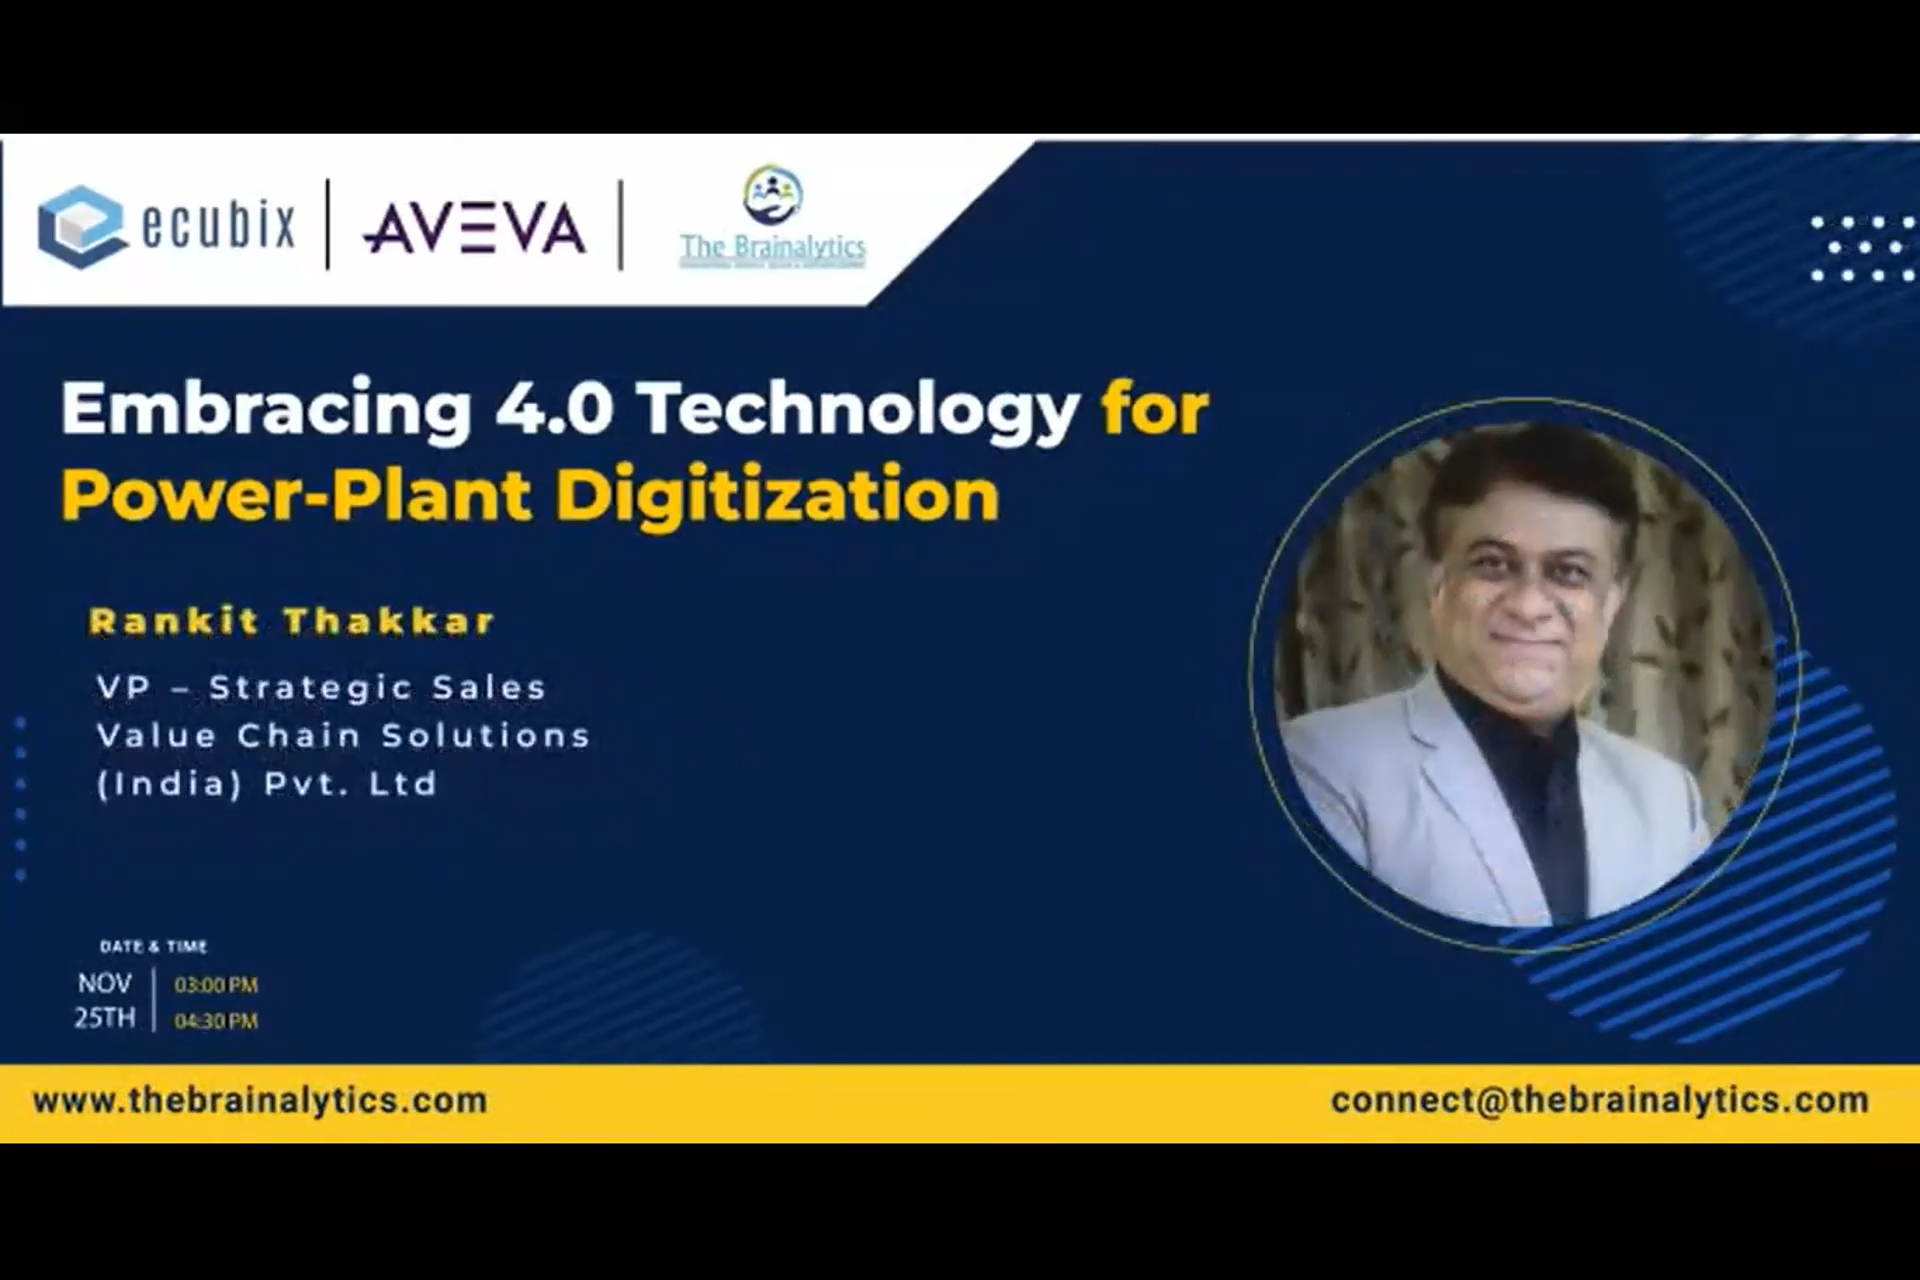 ecubix
AVEVA
The Brainalytics
Embracing 4.0 Technology for
Power-Plant Digitization
Rankit Thakkar
VP – Strategic Sales
Value Chain Solutions
(India) Pvt. Ltd
DATE & TIME
NOV
25TH
03:00 PM
04:30 PM
www.thebrainalytics.com
connect@thebrainalytics.com